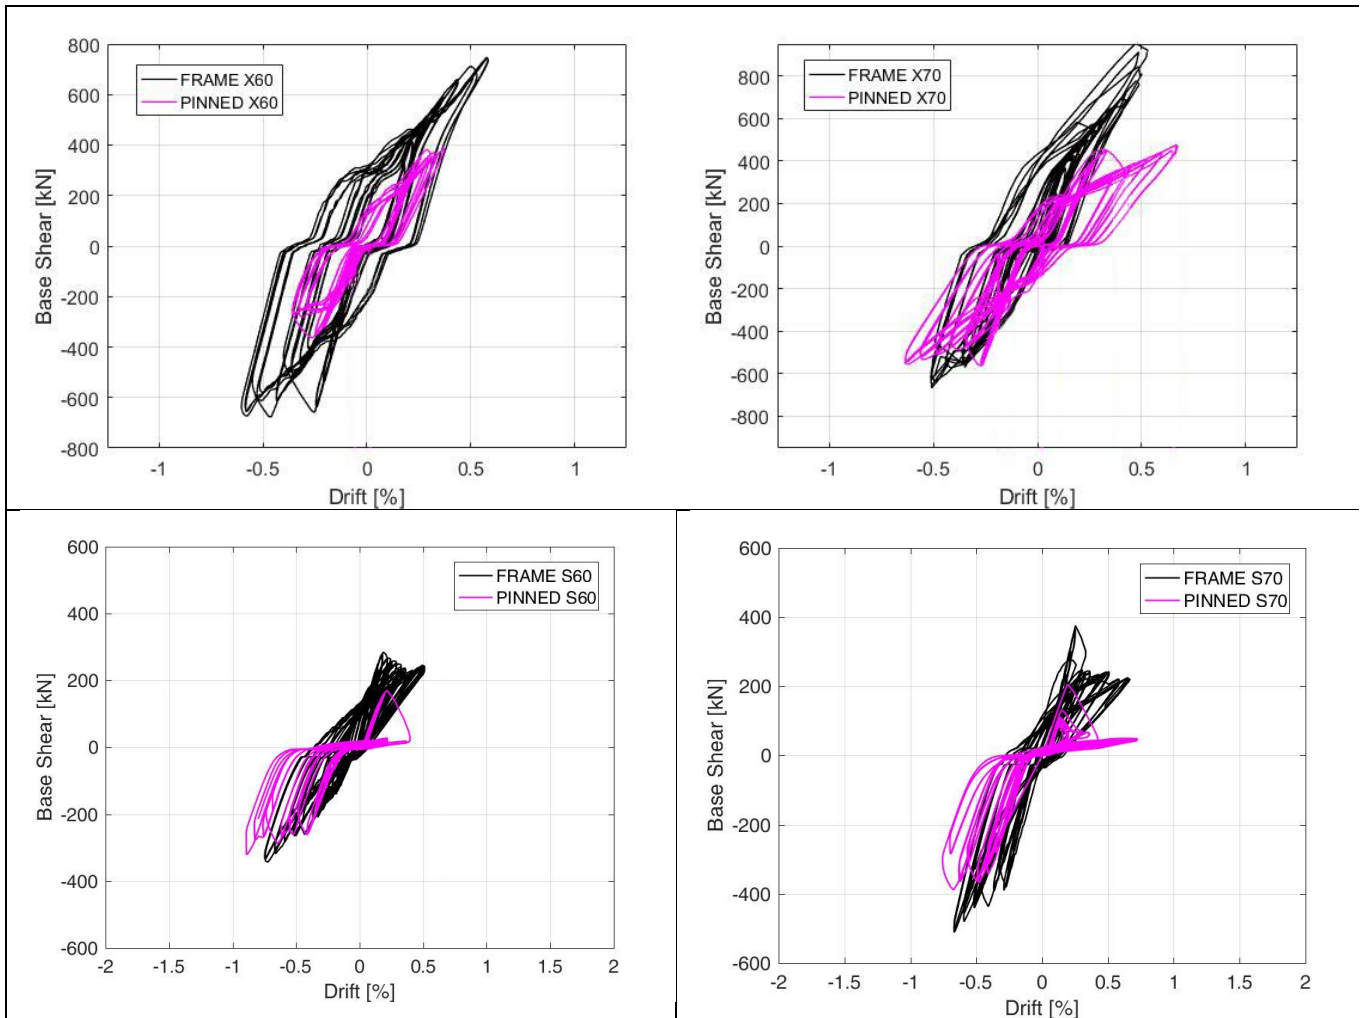 800
600
400
200
0
-200
-400
-600
-800
Base Shear [kN]
FRAME X60
PINNED X60
-1 -0.5 0 0.5 1
Drift [%]
800
600
400
200
0
-200
-400
-600
-800
Base Shear [kN]
FRAME X70
PINNED X70
-1 -0.5 0 0.5 1
Drift [%]
600
400
200
0
-200
-400
-600
Base Shear [kN]
FRAME S60
PINNED S60
-2 -1.5 -1 -0.5 0 0.5 1 1.5 2
Drift [%]
600
400
200
0
-200
-400
-600
Base Shear [kN]
FRAME S70
PINNED S70
-2 -1.5 -1 -0.5 0 0.5 1 1.5 2
Drift [%]